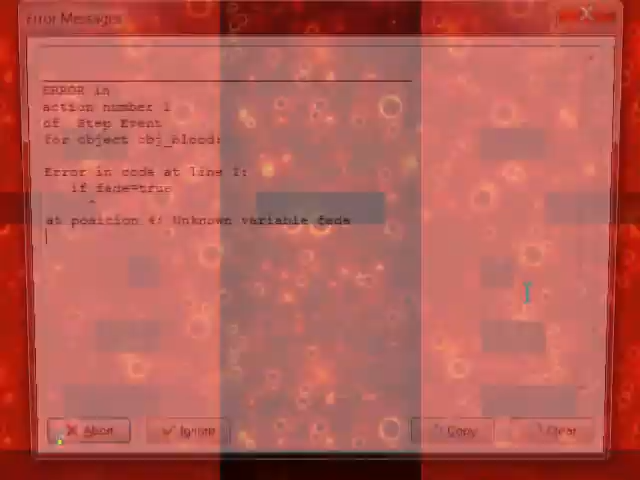 Error Messages
ERROR in
action number 1
of Step Event
for object obj_blood:
Error in code at line 1:
if fade=true
^
at position 4: Unknown variable fade
Abort
Ignore
Copy
Clear